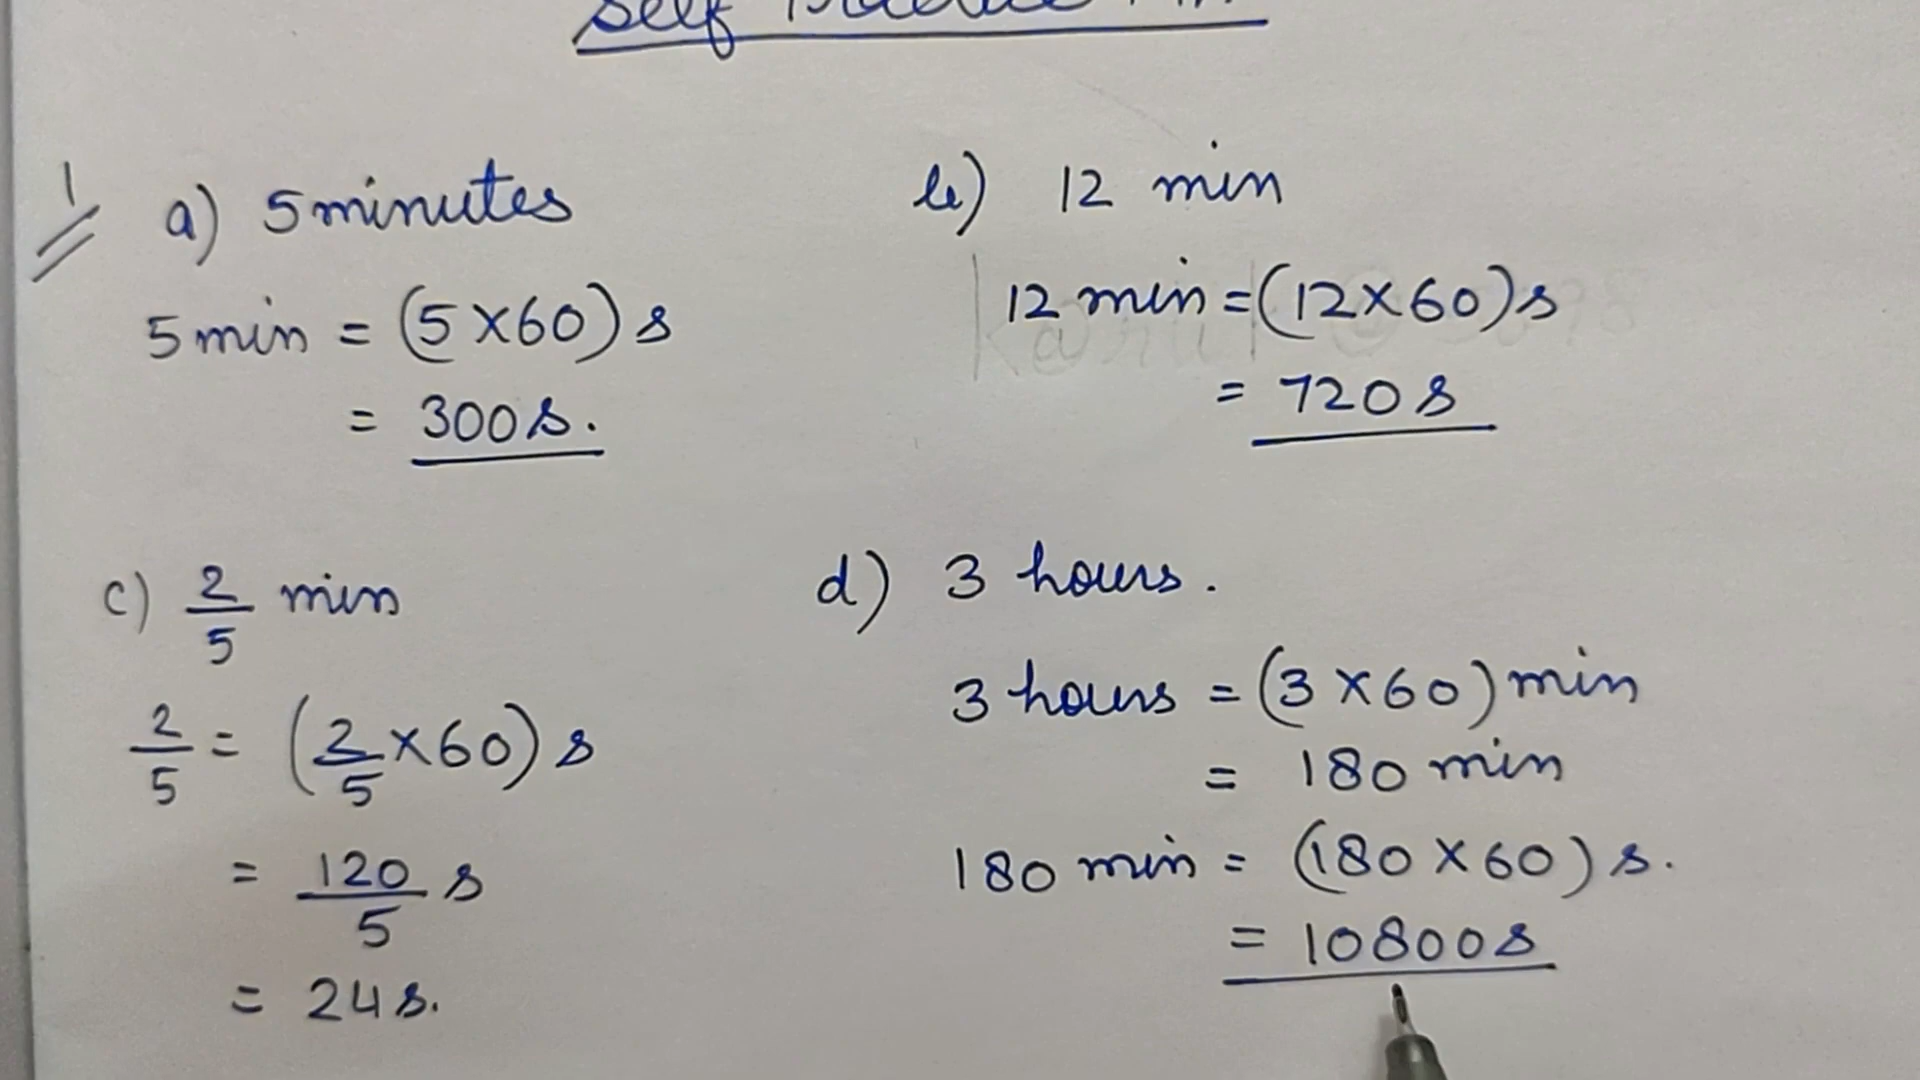 Self
1
a) 5 minutes
5 min = (5 × 60) s
= 300 s.
b) 12 min
12 min = (12 × 60) s
= 720 s
c) 2/5 min
2/5 = (2/5 × 60) s
= 120/5 s
= 24 s.
d) 3 hours.
3 hours = (3 × 60) min
= 180 min
180 min = (180 × 60) s.
= 10800 s